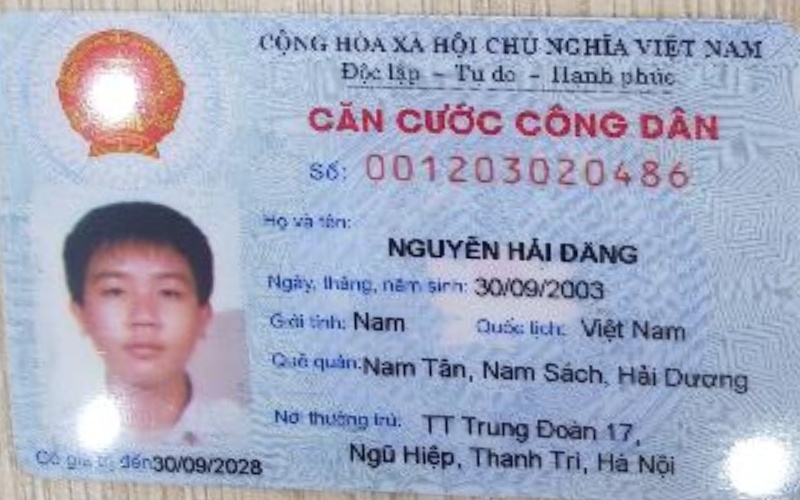 CỘNG HÒA XÃ HỘI CHỦ NGHĨA VIỆT NAM
Độc lập – Tự do – Hạnh phúc
CĂN CƯỚC CÔNG DÂN
Số: 001203020486
Họ và tên:
NGUYỄN HẢI ĐĂNG
Ngày, tháng, năm sinh: 30/09/2003
Giới tính: Nam Quốc tịch: Việt Nam
Quê quán: Nam Tân, Nam Sách, Hải Dương
Nơi thường trú: TT Trung Đoàn 17,
Ngũ Hiệp, Thanh Trì, Hà Nội
Có giá trị đến 30/09/2028